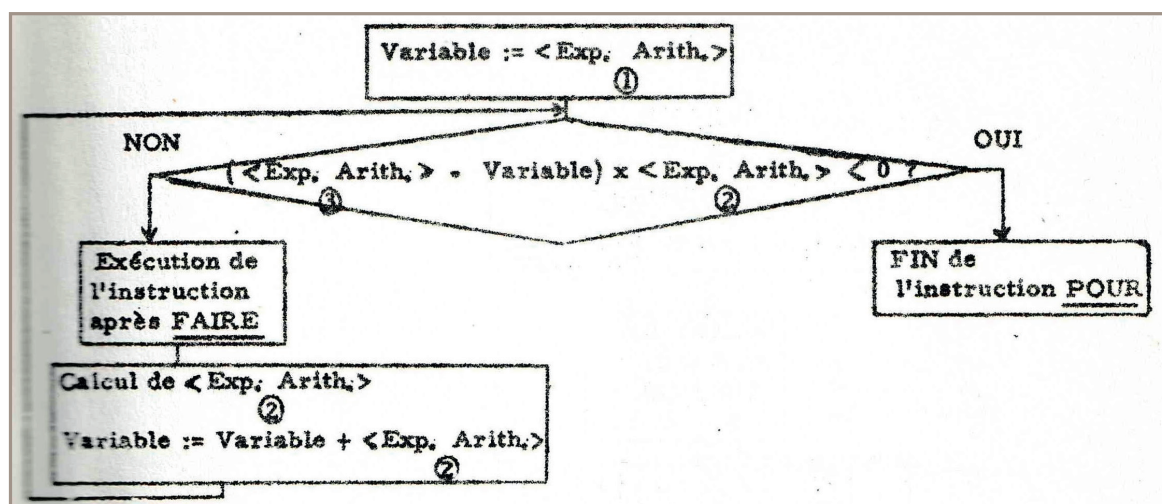 Variable := <Exp. Arith.>
①
NON
OUI
(<Exp. Arith.> - Variable) x <Exp. Arith.> < 0 ?
③ ②
Exécution de
l'instruction
après FAIRE
FIN de
l'instruction POUR
Calcul de <Exp. Arith.>
②
Variable := Variable + <Exp. Arith.>
②